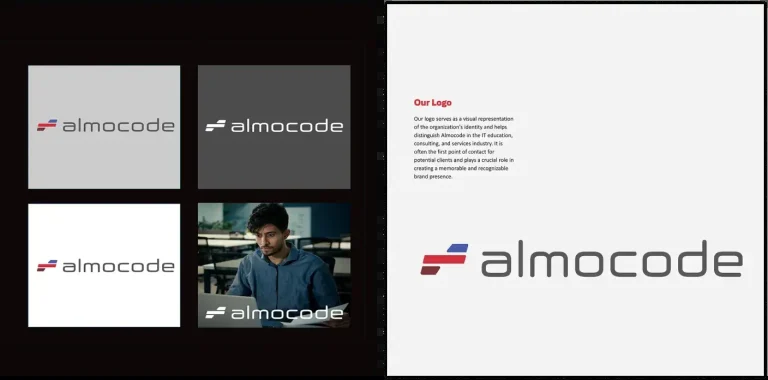 almocode
almocode
almocode
almocode
Our Logo
Our logo serves as a visual representation
of the organization's identity and helps
distinguish Almocode in the IT education,
consulting, and services industry. It is
often the first point of contact for
potential clients and plays a crucial role in
creating a memorable and recognizable
brand presence.
almocode